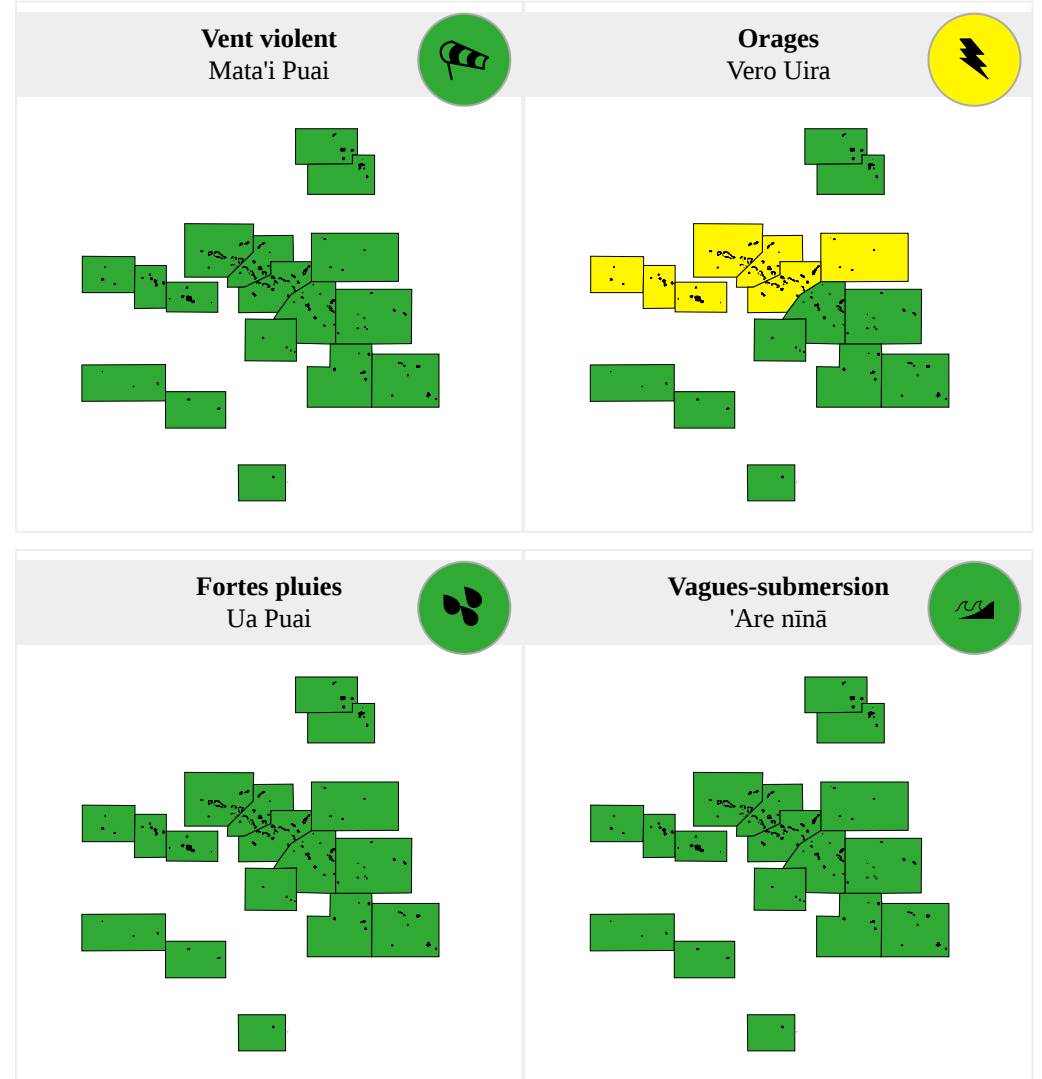 Vent violent
Mata'i Puai
Orages
Vero Uira
Fortes pluies
Ua Puai
Vagues-submersion
'Are nīnā